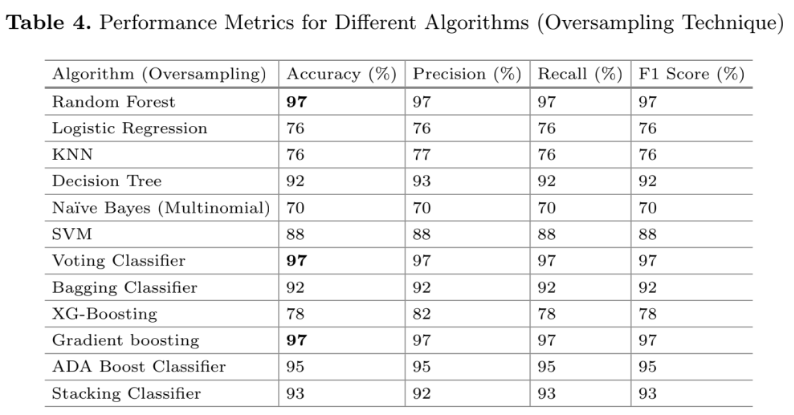 Table 4. Performance Metrics for Different Algorithms (Oversampling Technique)
Algorithm (Oversampling) Accuracy (%) Precision (%) Recall (%) F1 Score (%)
Random Forest 97 97 97 97
Logistic Regression 76 76 76 76
KNN 76 77 76 76
Decision Tree 92 93 92 92
Naïve Bayes (Multinomial) 70 70 70 70
SVM 88 88 88 88
Voting Classifier 97 97 97 97
Bagging Classifier 92 92 92 92
XG-Boosting 78 82 78 78
Gradient boosting 97 97 97 97
ADA Boost Classifier 95 95 95 95
Stacking Classifier 93 92 93 93